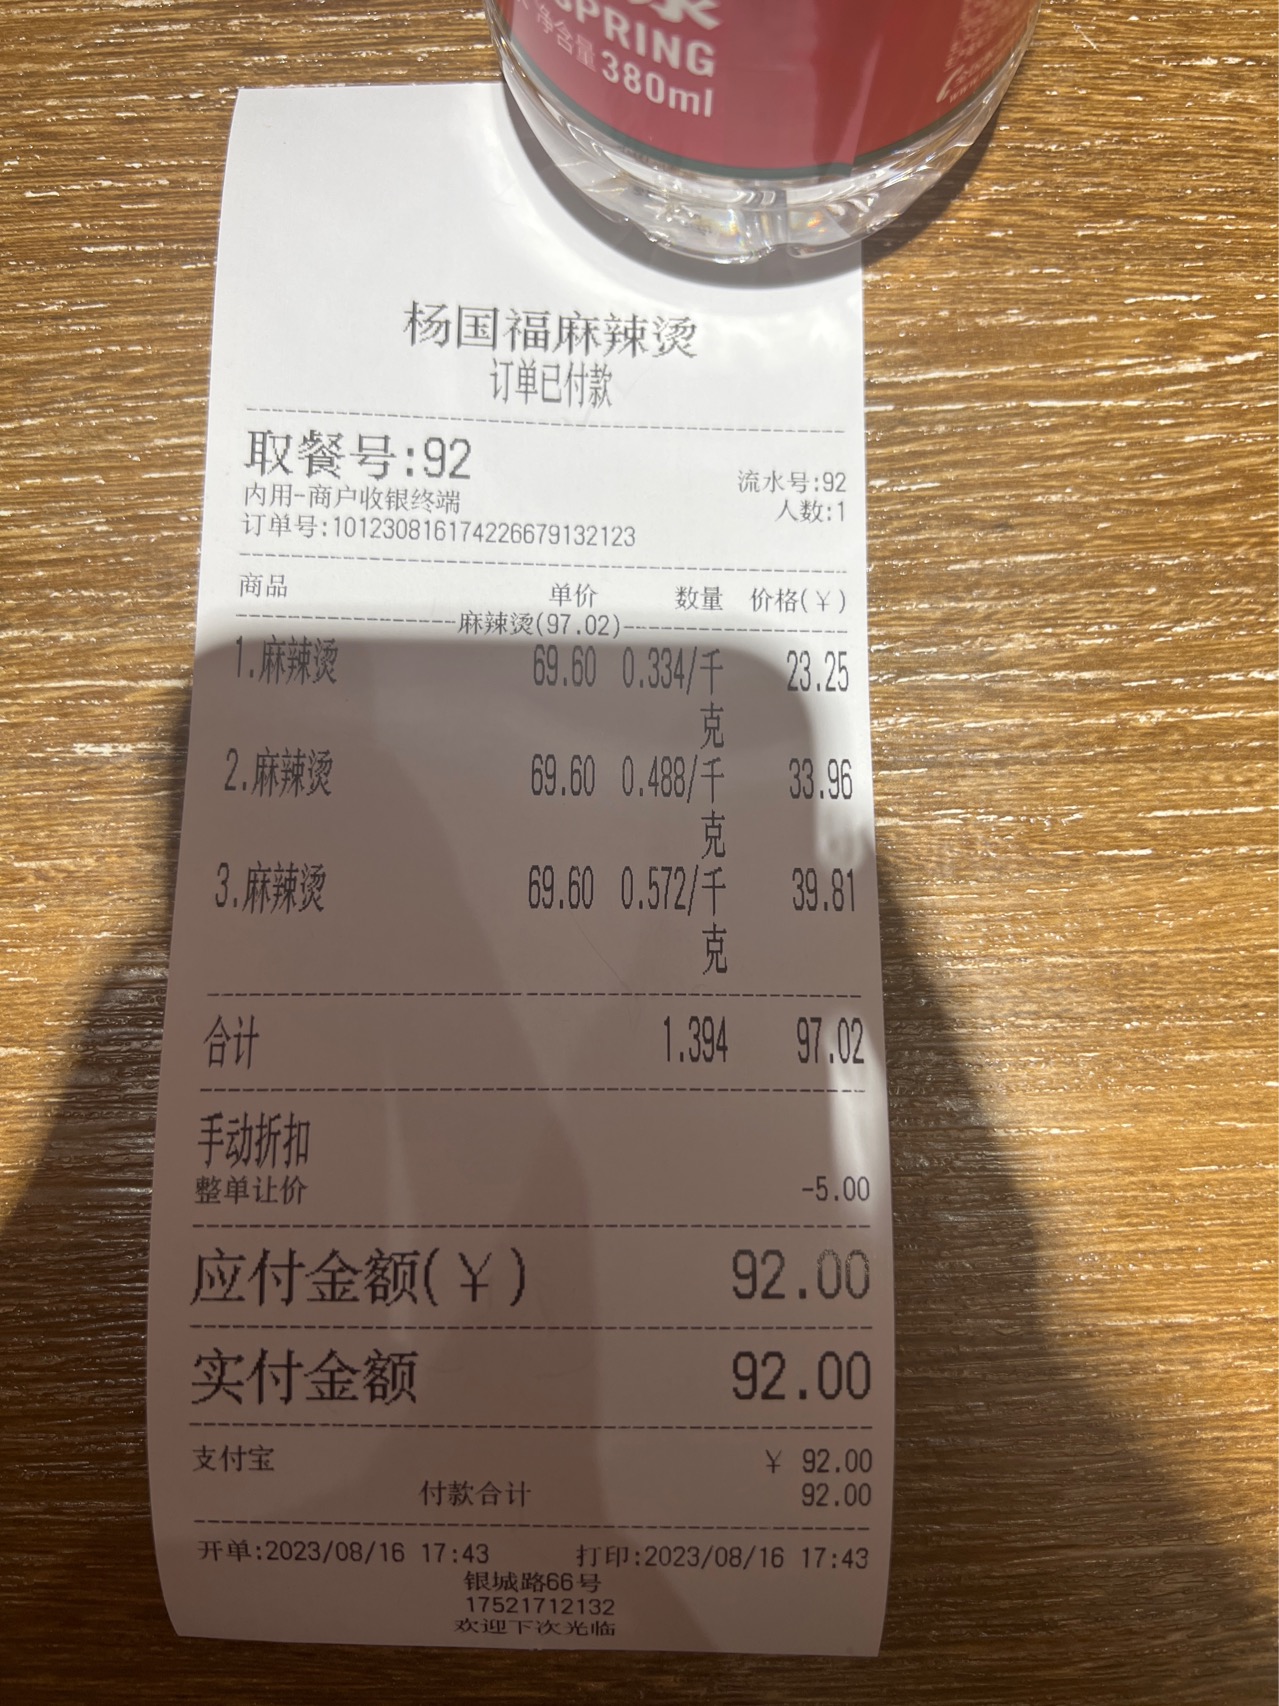 SPRING
净含量 380ml
杨国福麻辣烫
订单已付款
取餐号:92
流水号:92
内用-商户收银终端
人数:1
订单号:101230816174226679132123
商品 单价 数量 价格(¥)
麻辣烫(97.02)
1.麻辣烫 69.60 0.334/千 23.25
克
2.麻辣烫 69.60 0.488/千 33.96
克
3.麻辣烫 69.60 0.572/千 39.81
克
合计 1.394 97.02
手动折扣
整单让价 -5.00
应付金额(¥) 92.00
实付金额 92.00
支付宝 ¥ 92.00
付款合计 92.00
开单:2023/08/16 17:43 打印:2023/08/16 17:43
银城路66号
17521712132
欢迎下次光临